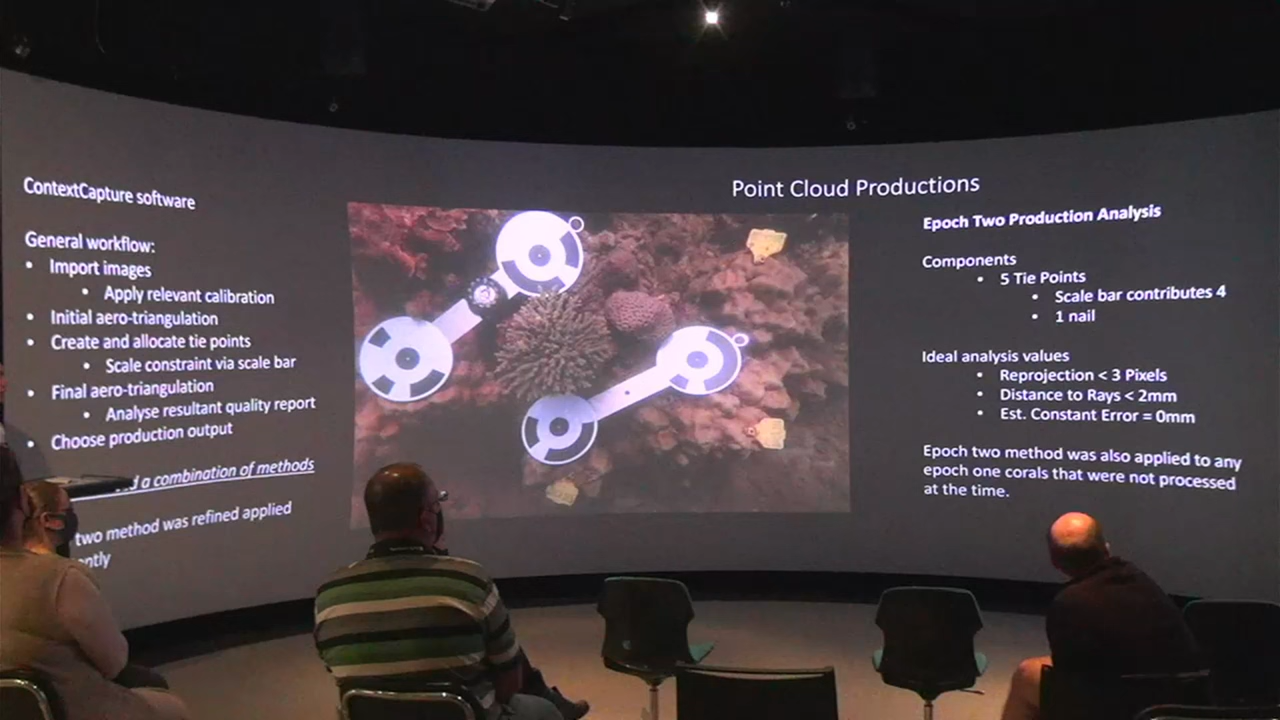 Point Cloud Productions
ContextCapture software
General workflow:
• Import images
• Apply relevant calibration
• Initial aero-triangulation
• Create and allocate tie points
• Scale constraint via scale bar
• Final aero-triangulation
• Analyse resultant quality report
• Choose production output
a combination of methods
two method was refined applied
Epoch Two Production Analysis
Components
• 5 Tie Points
• Scale bar contributes 4
• 1 nail
Ideal analysis values
• Reprojection < 3 Pixels
• Distance to Rays < 2mm
• Est. Constant Error = 0mm
Epoch two method was also applied to any
epoch one corals that were not processed
at the time.